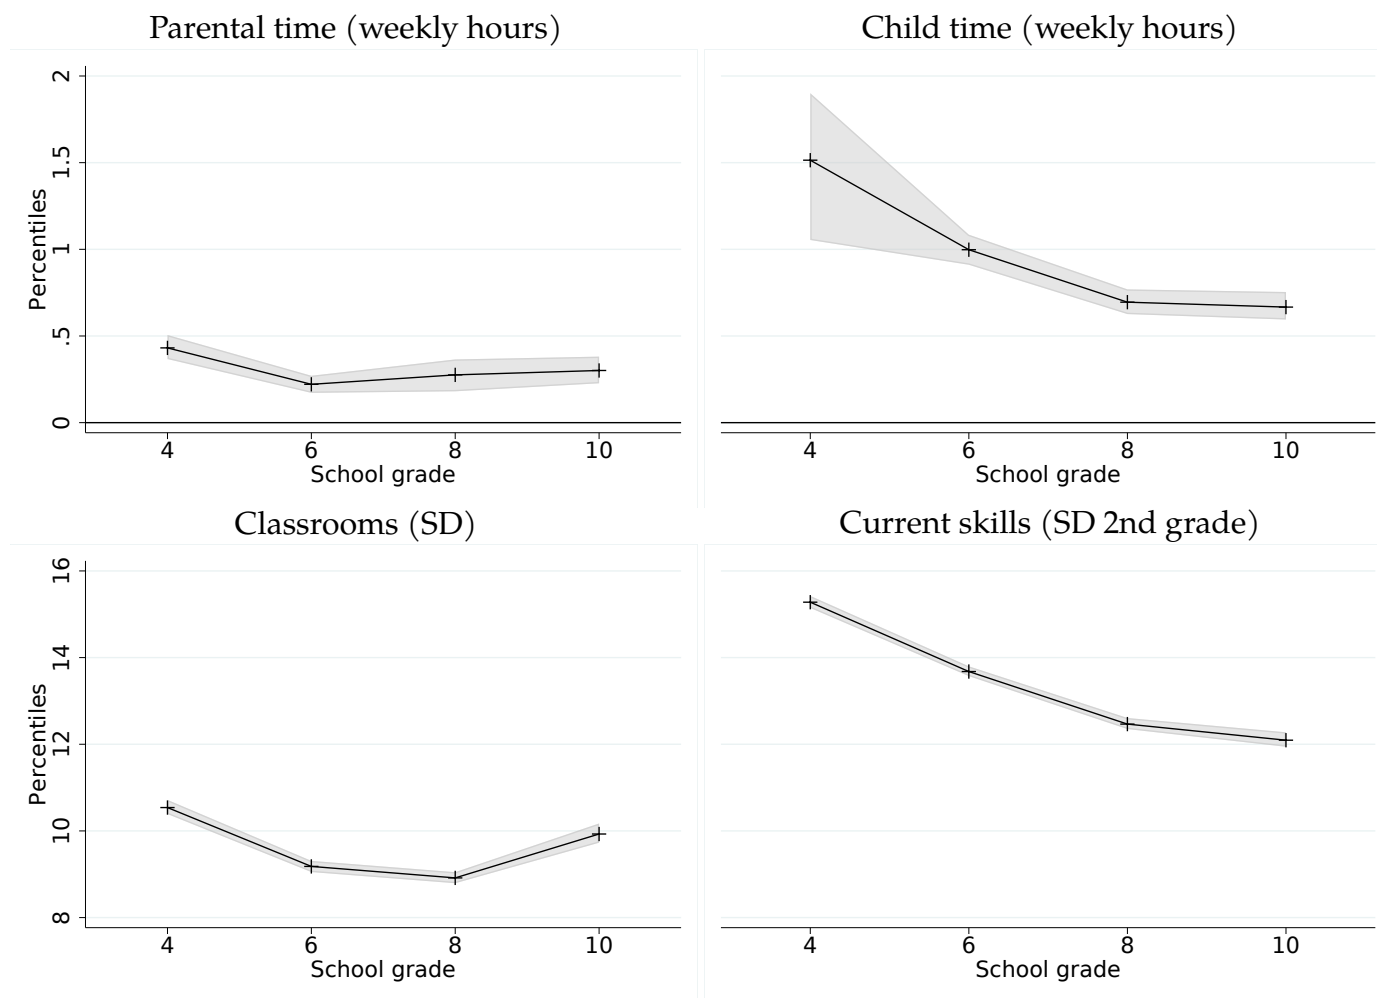 Parental time (weekly hours)
Percentiles
2
1.5
1
.5
0
4 6 8 10
School grade
Child time (weekly hours)
4 6 8 10
School grade
Classrooms (SD)
Percentiles
16
14
12
10
8
4 6 8 10
School grade
Current skills (SD 2nd grade)
4 6 8 10
School grade